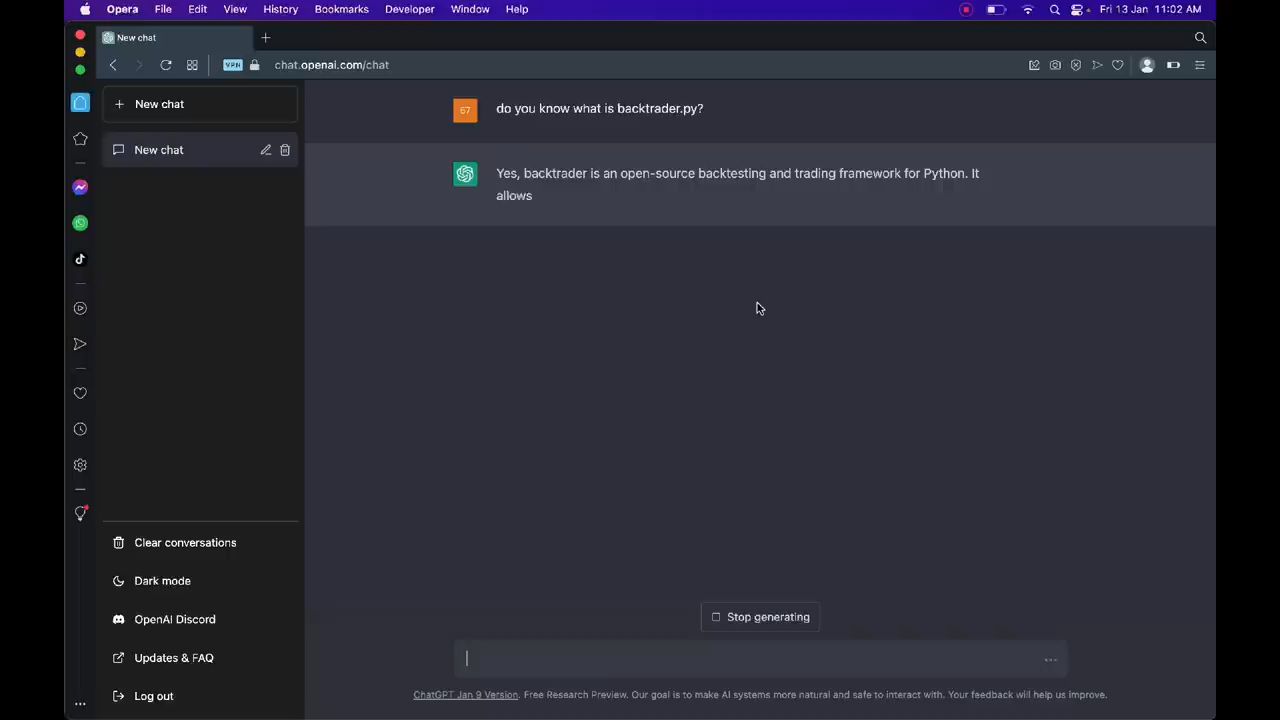 Opera File Edit View History Bookmarks Developer Window Help Fri 13 Jan 11:02 AM
New chat
VPN chat.openai.com/chat
New chat
67 do you know what is backtrader.py?
New chat
Yes, backtrader is an open-source backtesting and trading framework for Python. It
allows
Clear conversations
Dark mode
OpenAI Discord
Stop generating
Updates & FAQ
Log out
ChatGPT Jan 9 Version. Free Research Preview. Our goal is to make AI systems more natural and safe to interact with. Your feedback will help us improve.